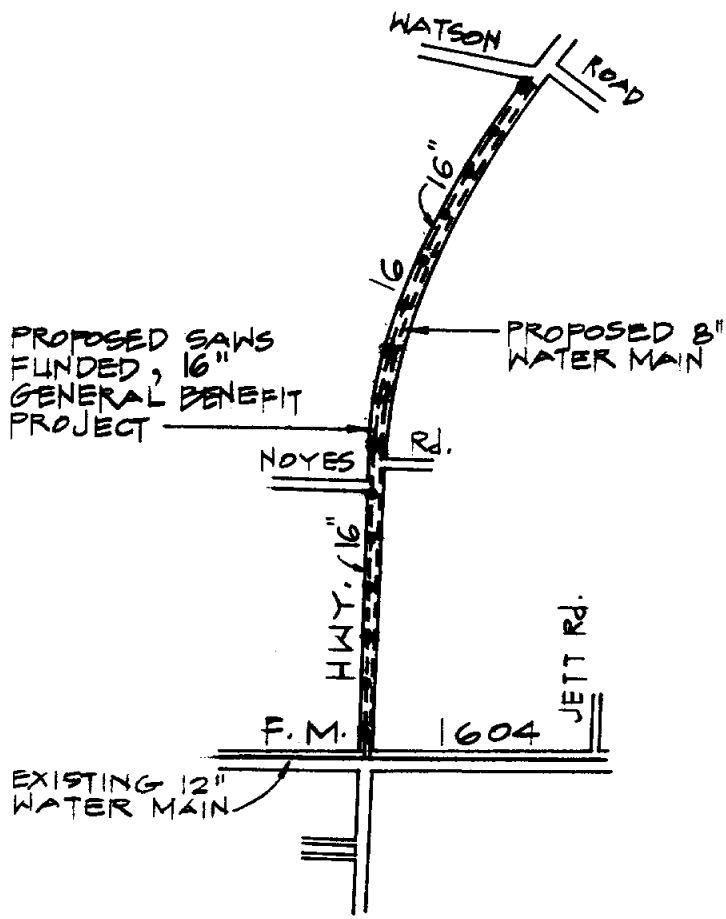 WATSON
ROAD
16"
16
PROPOSED SAWS
FUNDED, 16"
GENERAL BENEFIT
PROJECT
PROPOSED 8"
WATER MAIN
NOYES
Rd.
16"
HWY.
JETT Rd.
F.M. 1604
EXISTING 12"
WATER MAIN